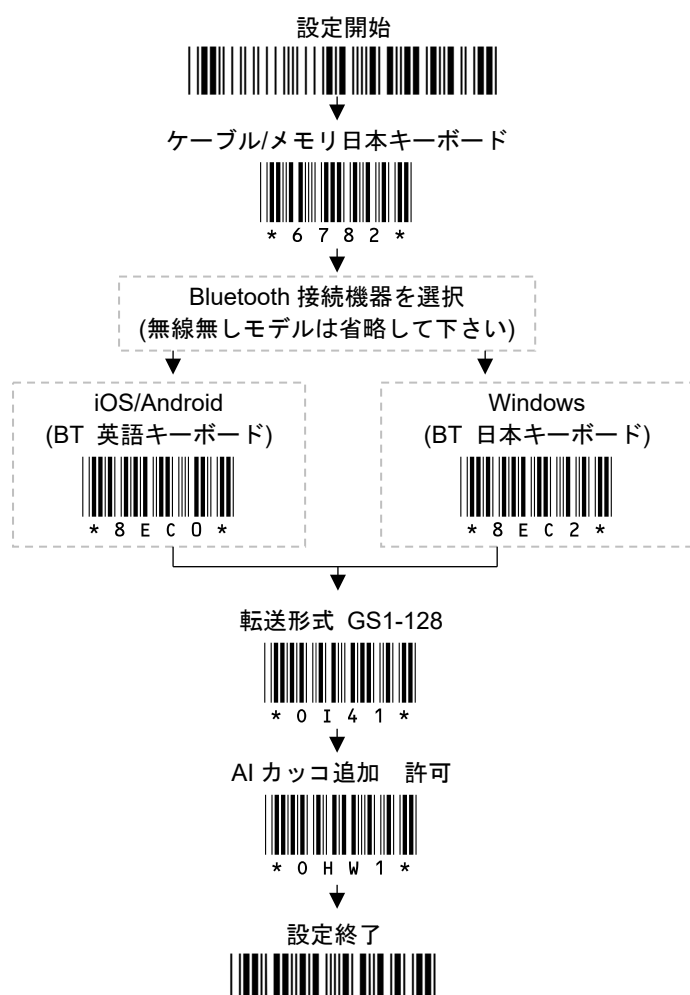 設定開始
ケーブル/メモリ日本キーボード
* 6 7 8 2 *
Bluetooth 接続機器を選択
(無線無しモデルは省略して下さい)
iOS/Android
(BT 英語キーボード)
* 8 E C 0 *
Windows
(BT 日本キーボード)
* 8 E C 2 *
転送形式 GS1-128
* 0 I 4 1 *
AI カッコ追加　許可
* 0 H W 1 *
設定終了